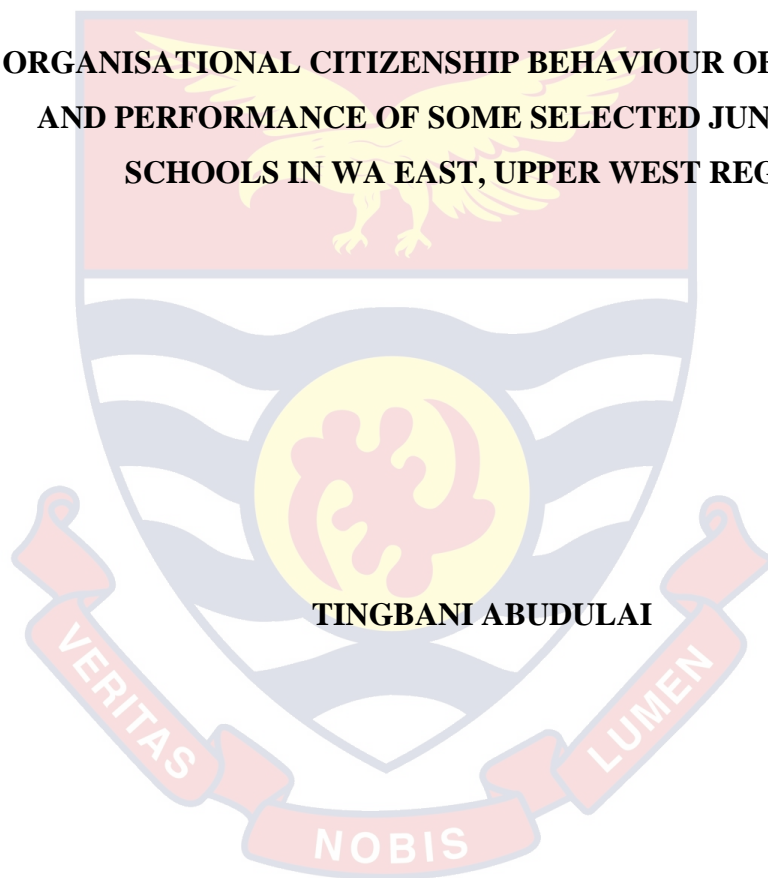 ORGANISATIONAL CITIZENSHIP BEHAVIOUR OF
AND PERFORMANCE OF SOME SELECTED JUN
SCHOOLS IN WA EAST, UPPER WEST REG
TINGBANI ABUDULAI
VERITAS
NOBIS
LUMEN